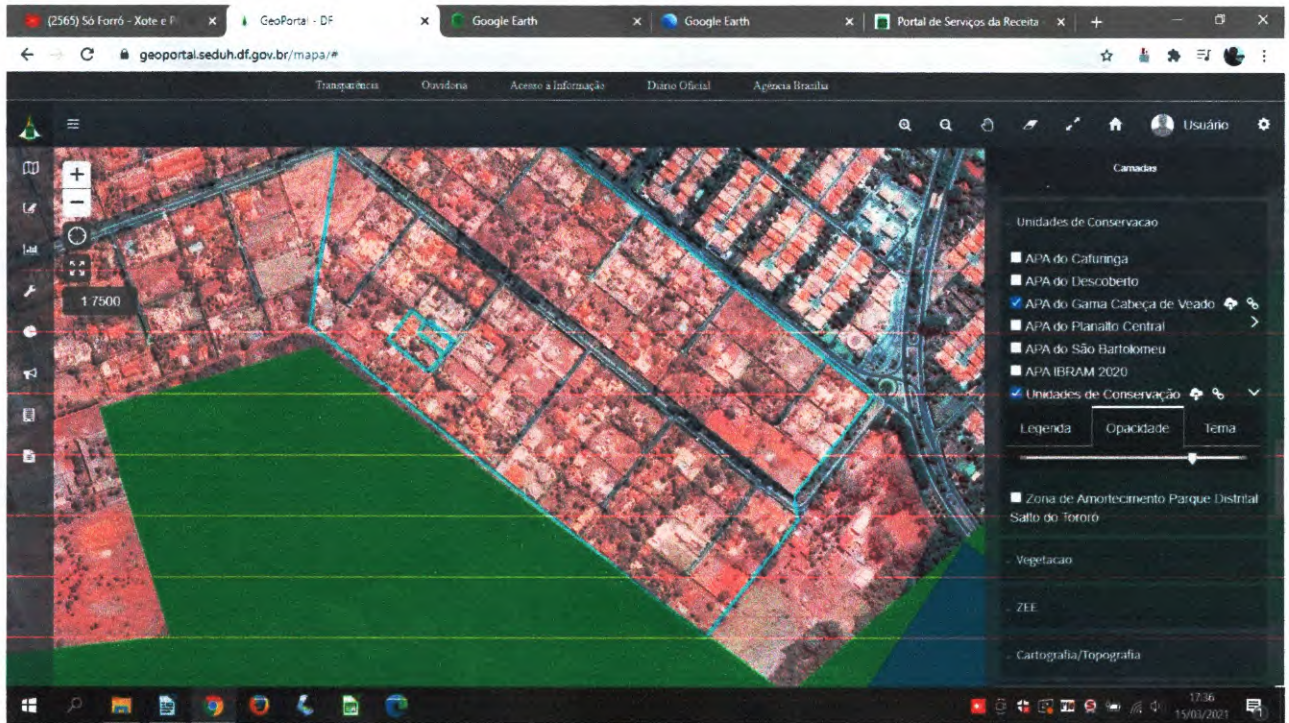 (2565) Só Forró - Xote e P
GeoPortal - DF
Google Earth
Google Earth
Portal de Serviços da Receita
geoportal.seduh.df.gov.br/mapa/#
Transparência Ouvidoria Acesso a Informação Diário Oficial Agência Brasília
Usuário
Camadas
Unidades de Conservacao
APA do Cafuringa
APA do Descoberto
APA do Gama Cabeça de Veado
APA do Planalto Central
APA do São Bartolomeu
APA IBRAM 2020
Unidades de Conservação
Legenda Opacidade Tema
Zona de Amortecimento Parque Distrital
Salto do Tororó
Vegetacao
ZEE
Cartografia/Topografia
1 7500
17:36
15/03/2021